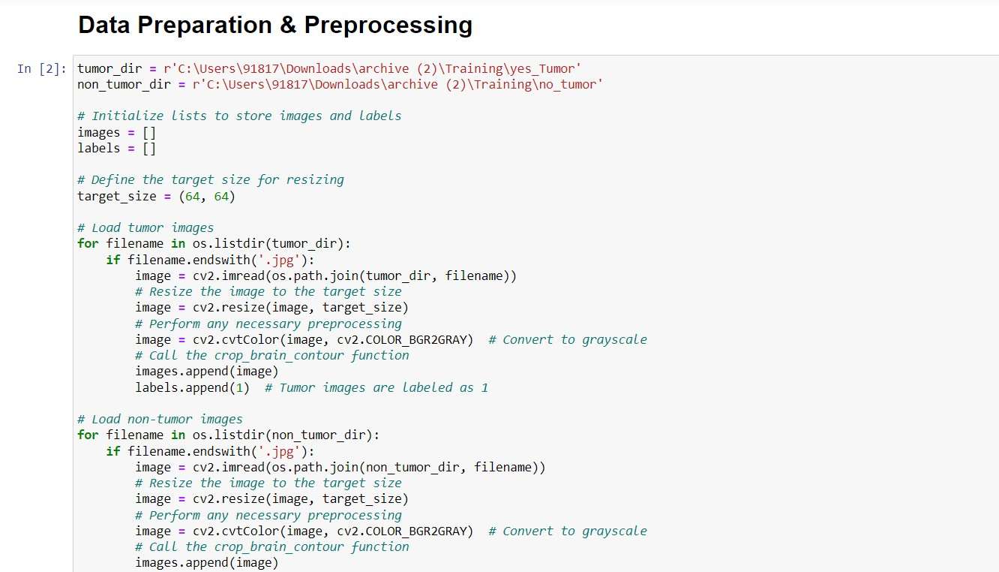 Data Preparation & Preprocessing
In [2]: tumor_dir = r'C:\Users\91817\Downloads\archive (2)\Training\yes_Tumor'
non_tumor_dir = r'C:\Users\91817\Downloads\archive (2)\Training\no_tumor'
# Initialize lists to store images and labels
images = []
labels = []
# Define the target size for resizing
target_size = (64, 64)
# Load tumor images
for filename in os.listdir(tumor_dir):
    if filename.endswith('.jpg'):
        image = cv2.imread(os.path.join(tumor_dir, filename))
        # Resize the image to the target size
        image = cv2.resize(image, target_size)
        # Perform any necessary preprocessing
        image = cv2.cvtColor(image, cv2.COLOR_BGR2GRAY)  # Convert to grayscale
        # Call the crop_brain_contour function
        images.append(image)
        labels.append(1)  # Tumor images are labeled as 1
# Load non-tumor images
for filename in os.listdir(non_tumor_dir):
    if filename.endswith('.jpg'):
        image = cv2.imread(os.path.join(non_tumor_dir, filename))
        # Resize the image to the target size
        image = cv2.resize(image, target_size)
        # Perform any necessary preprocessing
        image = cv2.cvtColor(image, cv2.COLOR_BGR2GRAY)  # Convert to grayscale
        # Call the crop_brain_contour function
        images.append(image)